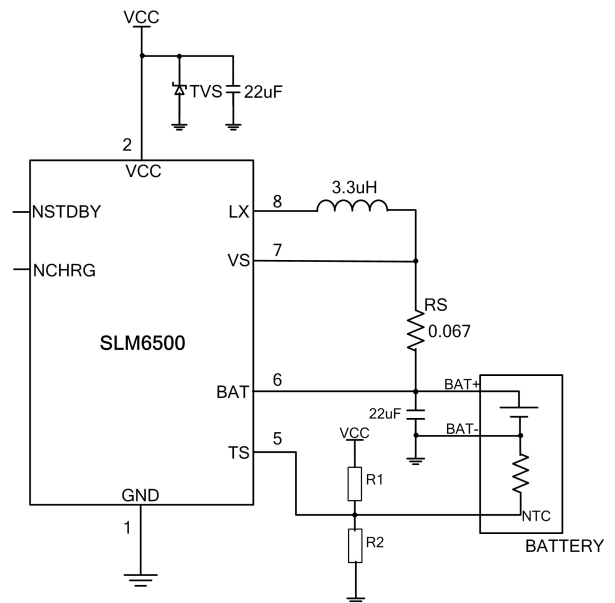 VCC
TVS 22uF
2
VCC
3.3uH
NSTDBY
LX 8
7
VS
NCHRG
RS
0.067
SLM6500
BAT 6
BAT+
22uF
BAT-
VCC
TS 5
R1
GND
NTC
1
R2
BATTERY